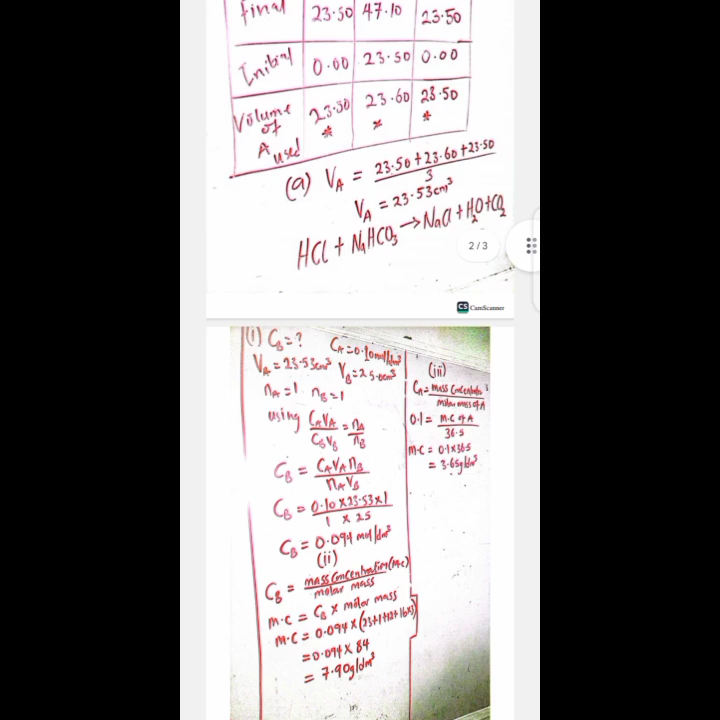 final 23.50 47.10 23.50
Initial 0.00 23.50 0.00
Volume of A used 23.50 23.60 23.50
* * *
(a) VA = 23.50+23.60+23.50
3
VA = 23.53cm³
HCl + NaHCO₃ → NaCl + H₂O + CO₂
2/3
CS CamScanner
(i) CB = ?
CA = 0.10mol/dm³
VA = 23.53cm³
VB = 25.0cm³
nA = 1. nB = 1
using CAVA = nA
CBVB nB
CB = CAVAnB
nAVB
CB = 0.10 x 23.53 x 1
1 x 25
CB = 0.094 mol/dm³
(ii)
CB = mass concentration (m.c)
molar mass
m.c = CB x molar mass
m.c = 0.094 x (23+1+12+16x3)
= 0.094 x 84
= 7.90g/dm³
(iii)
CA = mass concentration
molar mass of A
0.1 = m.c of A
36.5
m.c = 0.1 x 36.5
= 3.65g/dm³